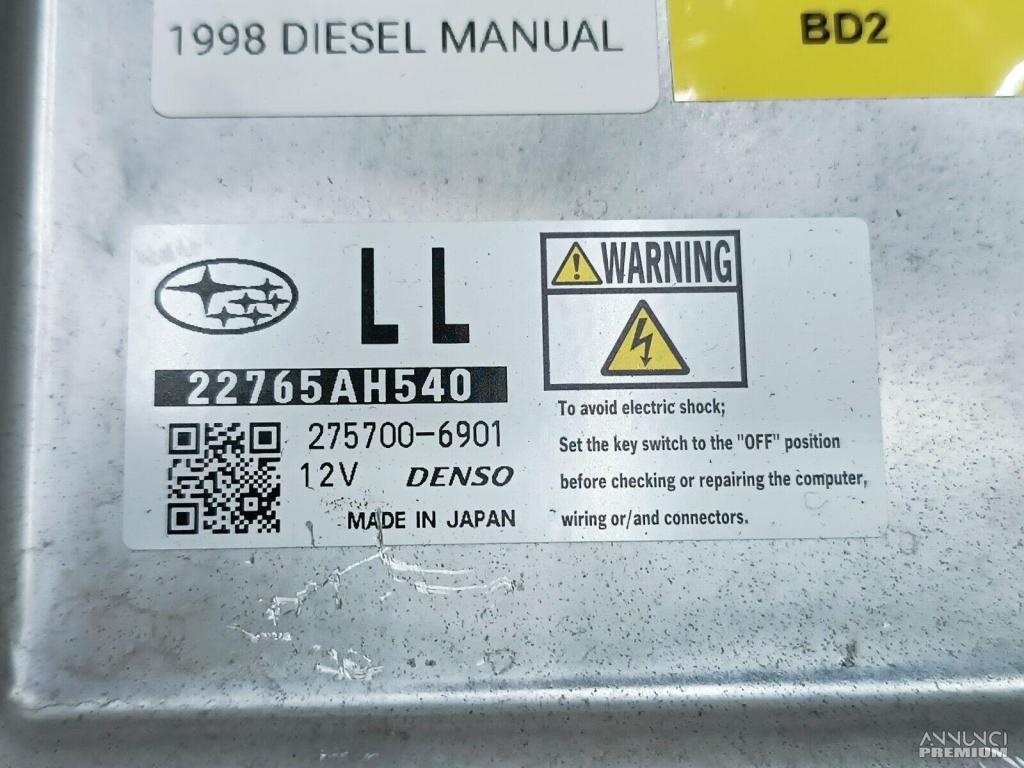 1998 DIESEL MANUAL
BD2
LL
22765AH540
275700-6901
12V DENSO
MADE IN JAPAN
WARNING
To avoid electric shock;
Set the key switch to the "OFF" position
before checking or repairing the computer,
wiring or/and connectors.
ANNUNCI
PREMIUM